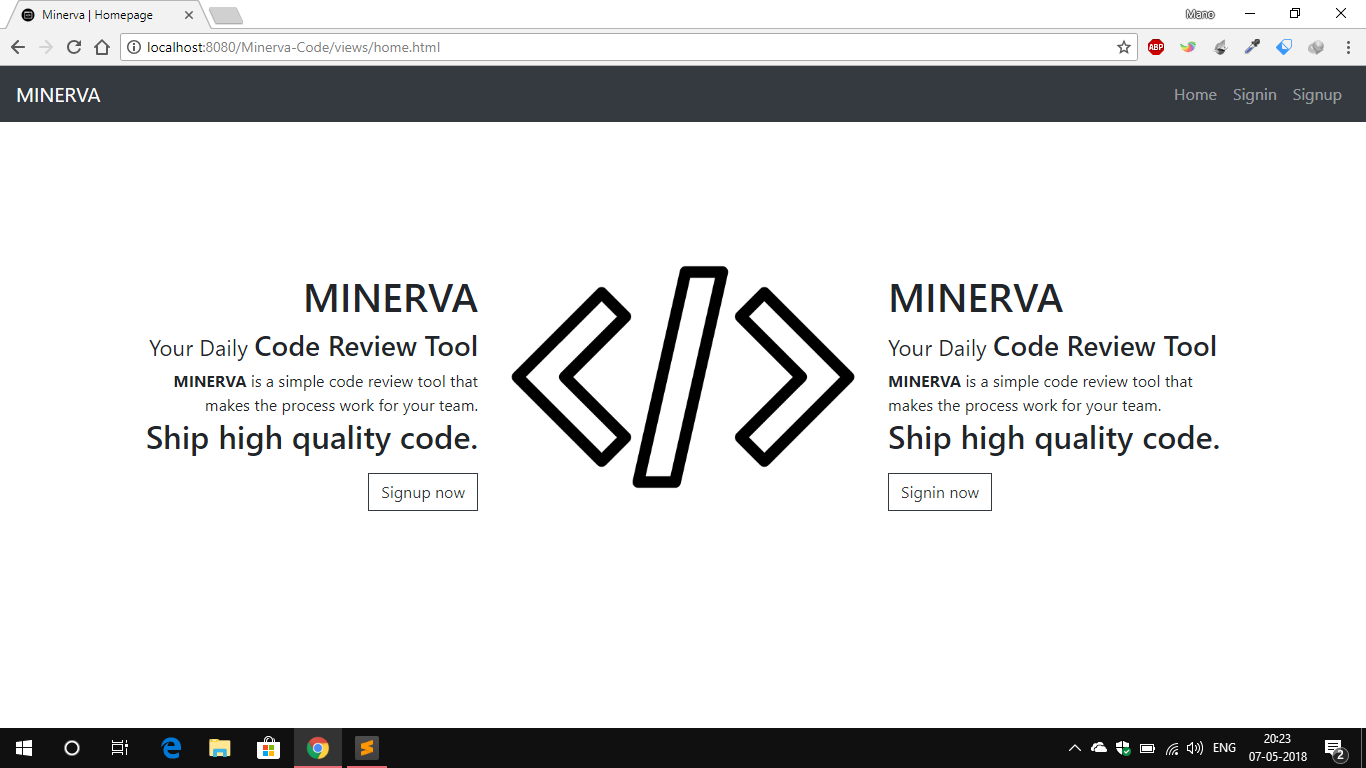 Minerva | Homepage
Mano
localhost:8080/Minerva-Code/views/home.html
ABP
MINERVA
Home Signin Signup
MINERVA
Your Daily Code Review Tool
MINERVA is a simple code review tool that
makes the process work for your team.
Ship high quality code.
Signup now
</>
MINERVA
Your Daily Code Review Tool
MINERVA is a simple code review tool that
makes the process work for your team.
Ship high quality code.
Signin now
ENG
20:23
07-05-2018
2